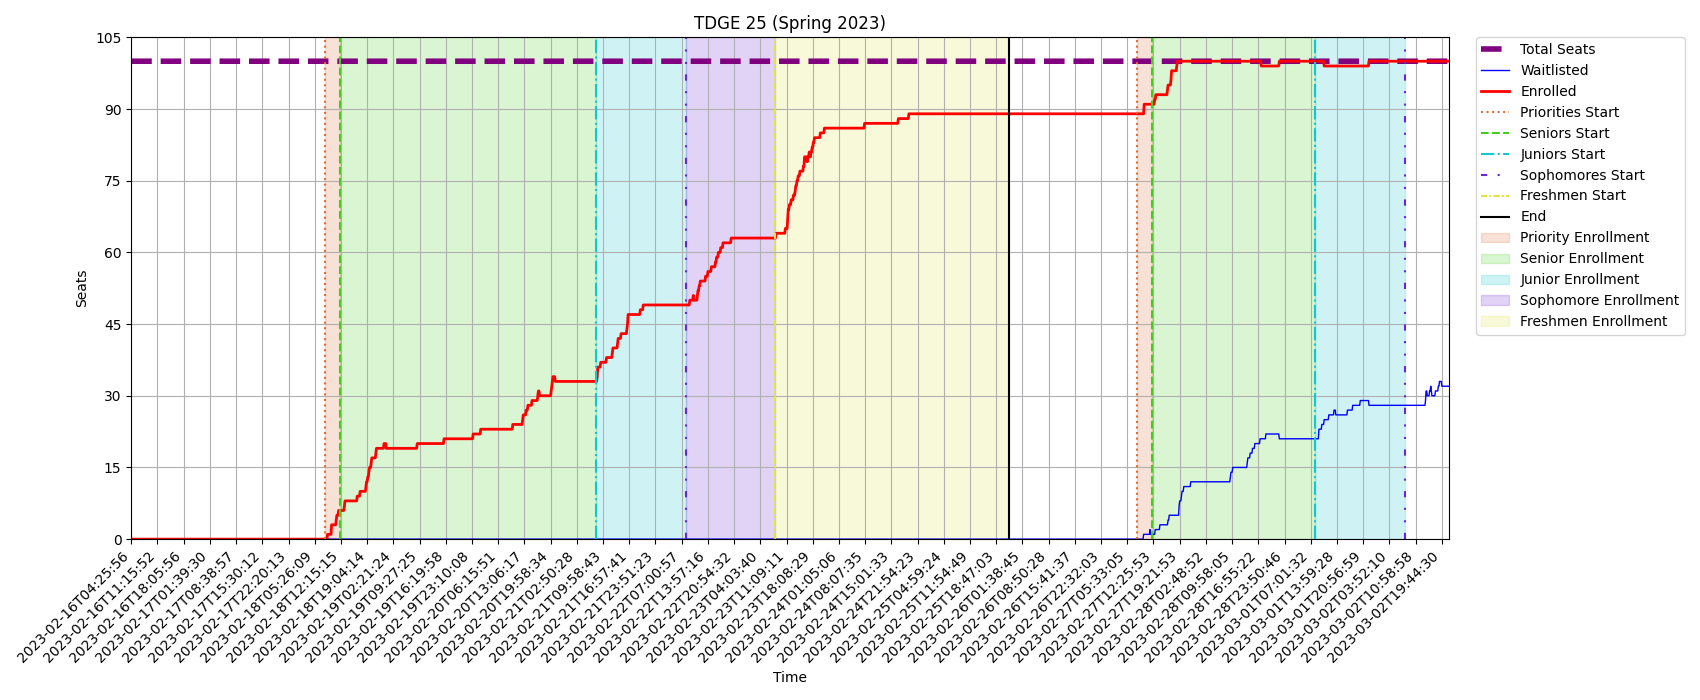 TDGE 25 (Spring 2023)
105
90
75
60
45
30
15
0
Seats
2023-02-16T04:25:56
2023-02-16T11:15:52
2023-02-16T18:05:56
2023-02-17T01:39:30
2023-02-17T08:38:57
2023-02-17T15:30:12
2023-02-17T22:20:13
2023-02-18T05:26:09
2023-02-18T12:15:15
2023-02-18T19:04:14
2023-02-19T02:21:24
2023-02-19T09:27:25
2023-02-19T16:19:58
2023-02-19T23:10:08
2023-02-20T06:15:51
2023-02-20T13:06:17
2023-02-20T19:58:34
2023-02-21T02:50:28
2023-02-21T09:58:43
2023-02-21T16:57:41
2023-02-21T23:51:23
2023-02-22T07:00:57
2023-02-22T13:57:16
2023-02-22T20:54:32
2023-02-23T04:03:40
2023-02-23T11:09:11
2023-02-23T18:08:29
2023-02-24T01:05:06
2023-02-24T08:07:35
2023-02-24T15:01:33
2023-02-24T21:54:23
2023-02-25T04:59:24
2023-02-25T11:54:49
2023-02-25T18:47:03
2023-02-26T01:38:45
2023-02-26T08:50:28
2023-02-26T15:41:37
2023-02-26T22:32:03
2023-02-27T05:33:05
2023-02-27T12:25:53
2023-02-27T19:21:53
2023-02-28T02:48:52
2023-02-28T09:58:05
2023-02-28T16:55:22
2023-02-28T23:50:46
2023-03-01T07:01:32
2023-03-01T13:59:28
2023-03-01T20:56:59
2023-03-02T03:52:10
2023-03-02T10:58:58
2023-03-02T19:44:30
Time
Total Seats
Waitlisted
Enrolled
Priorities Start
Seniors Start
Juniors Start
Sophomores Start
Freshmen Start
End
Priority Enrollment
Senior Enrollment
Junior Enrollment
Sophomore Enrollment
Freshmen Enrollment